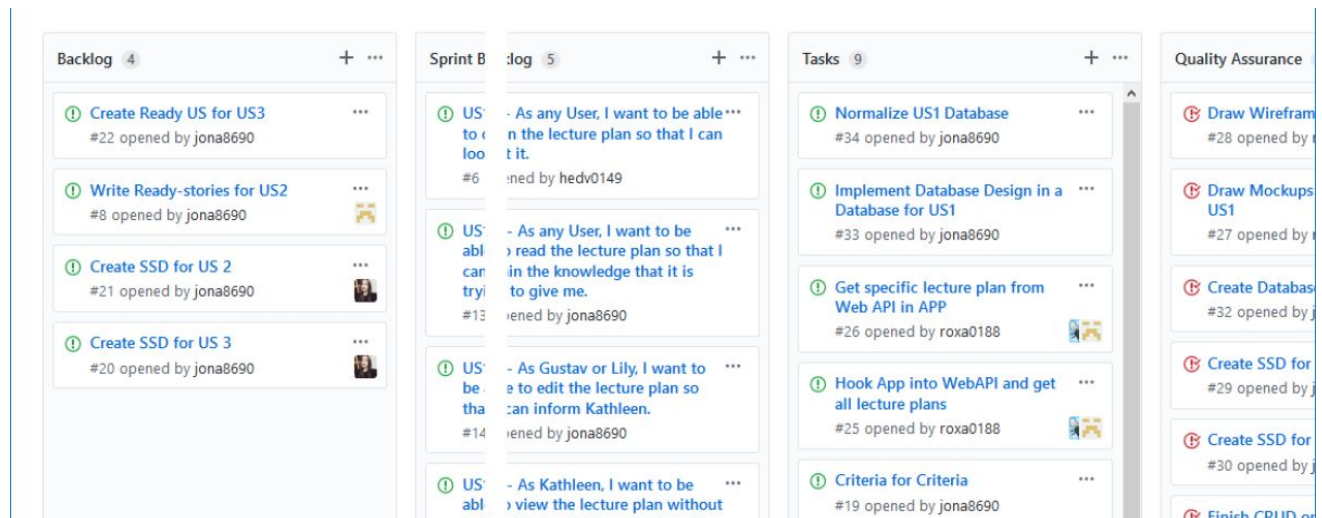 Backlog 4
Create Ready US for US3
#22 opened by jona8690
Write Ready-stories for US2
#8 opened by jona8690
Create SSD for US 2
#21 opened by jona8690
Create SSD for US 3
#20 opened by jona8690
Sprint B dog 5
- As any User, I want to be able
to n the lecture plan so that I can
loo t it.
#6 ened by hedv0149
- As any User, I want to be
abl read the lecture plan so that I
can in the knowledge that it is
tryi to give me.
#13 ened by jona8690
- As Gustav or Lily, I want to
be e to edit the lecture plan so
tha can inform Kathleen.
#14 ened by jona8690
- As Kathleen, I want to be
abl view the lecture plan without
Tasks 9
Normalize US1 Database
#34 opened by jona8690
Implement Database Design in a
Database for US1
#33 opened by jona8690
Get specific lecture plan from
Web API in APP
#26 opened by roxa0188
Hook App into WebAPI and get
all lecture plans
#25 opened by roxa0188
Criteria for Criteria
#19 opened by jona8690
Quality Assurance
Draw Wirefram
#28 opened by
Draw Mockups
US1
#27 opened by
Create Databas
#32 opened by j
Create SSD for
#29 opened by j
Create SSD for
#30 opened by j
Finish CRUD